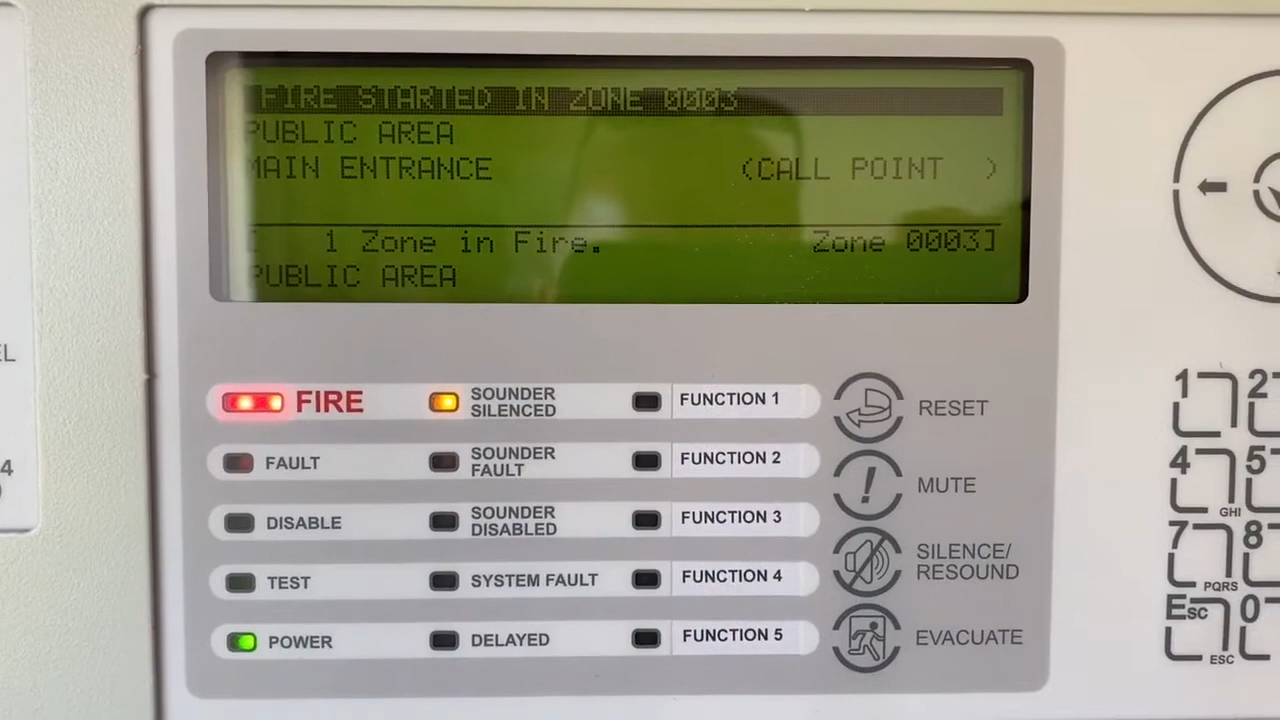 FIRE STARTED IN ZONE 0003
PUBLIC AREA
MAIN ENTRANCE (CALL POINT )
1 Zone in Fire. Zone 0003]
PUBLIC AREA
FIRE
SOUNDER
SILENCED
FUNCTION 1
RESET
FAULT
SOUNDER
FAULT
FUNCTION 2
MUTE
DISABLE
SOUNDER
DISABLED
FUNCTION 3
SILENCE/
RESOUND
TEST
SYSTEM FAULT
FUNCTION 4
POWER
DELAYED
FUNCTION 5
EVACUATE
1
2
4
GHI
5
7
PQRS
8
Esc
ESC
0
EL
4